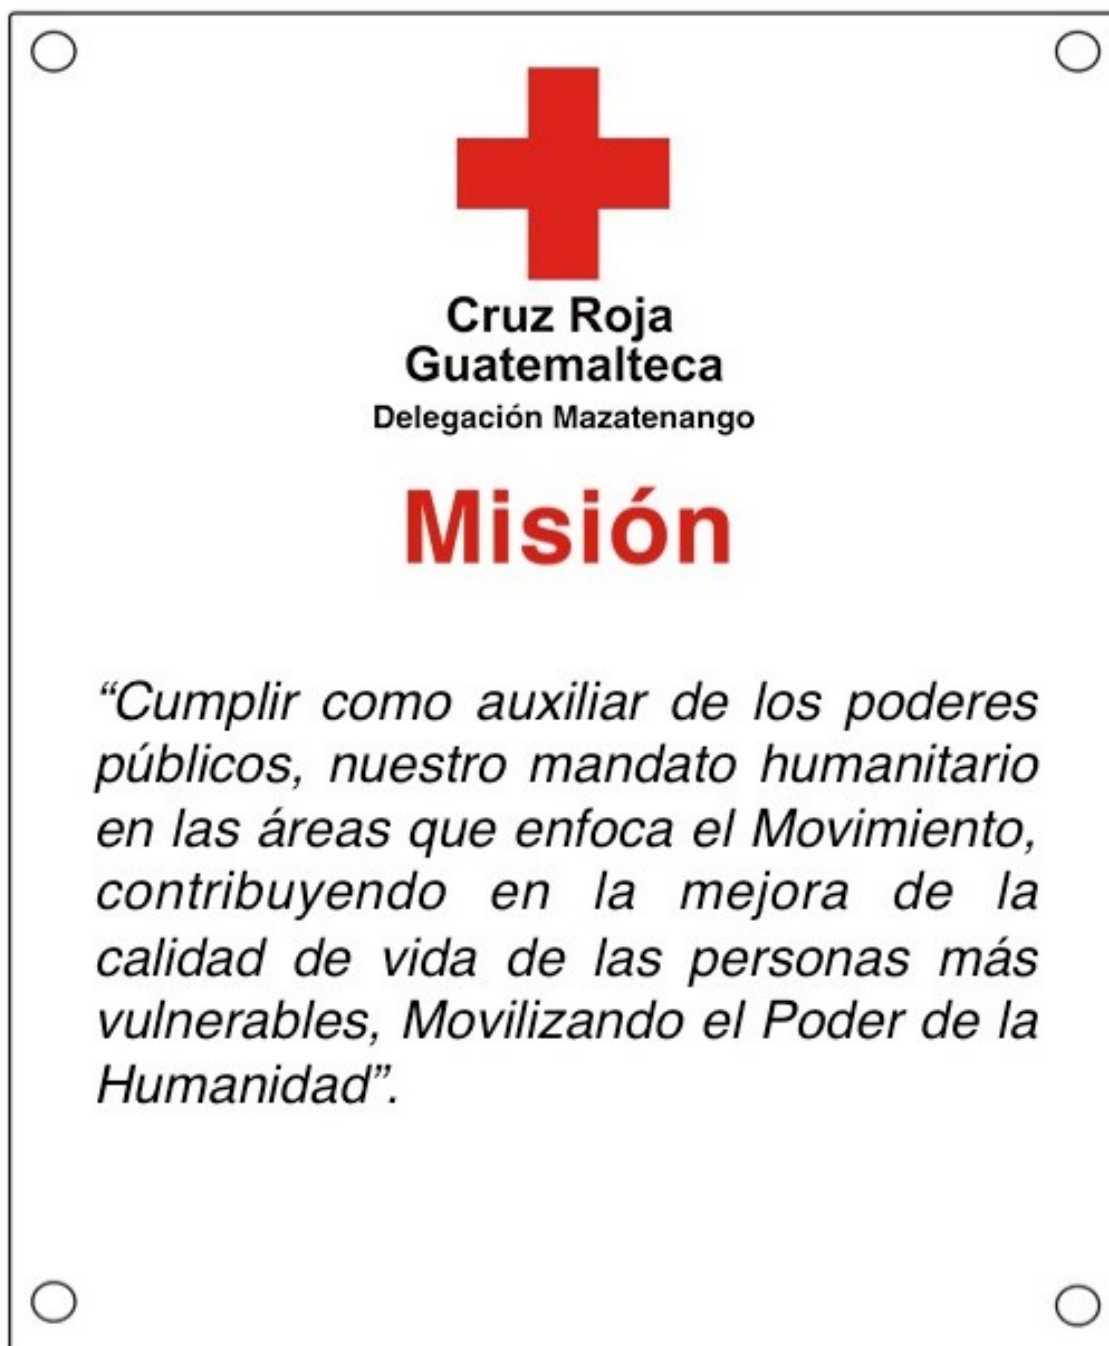 Cruz Roja
Guatemalteca
Delegación Mazatenango
Misión
“Cumplir como auxiliar de los poderes
públicos, nuestro mandato humanitario
en las áreas que enfoca el Movimiento,
contribuyendo en la mejora de la
calidad de vida de las personas más
vulnerables, Movilizando el Poder de la
Humanidad”.